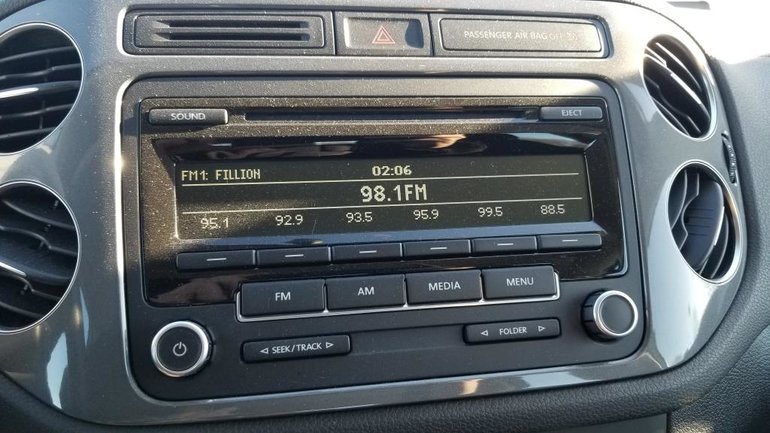 PASSENGER AIR BAG OFF
SOUND
EJECT
FM1: FILLION
02:06
98.1FM
95.1 92.9 93.5 95.9 99.5 88.5
FM AM MEDIA MENU
SEEK/TRACK
FOLDER